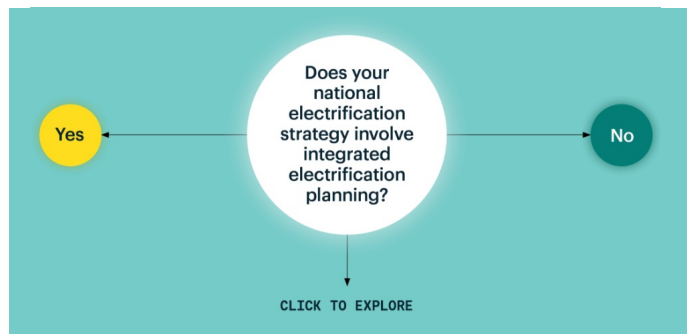 Does your
national
electrification
strategy involve
integrated
electrification
planning?
Yes
No
CLICK TO EXPLORE